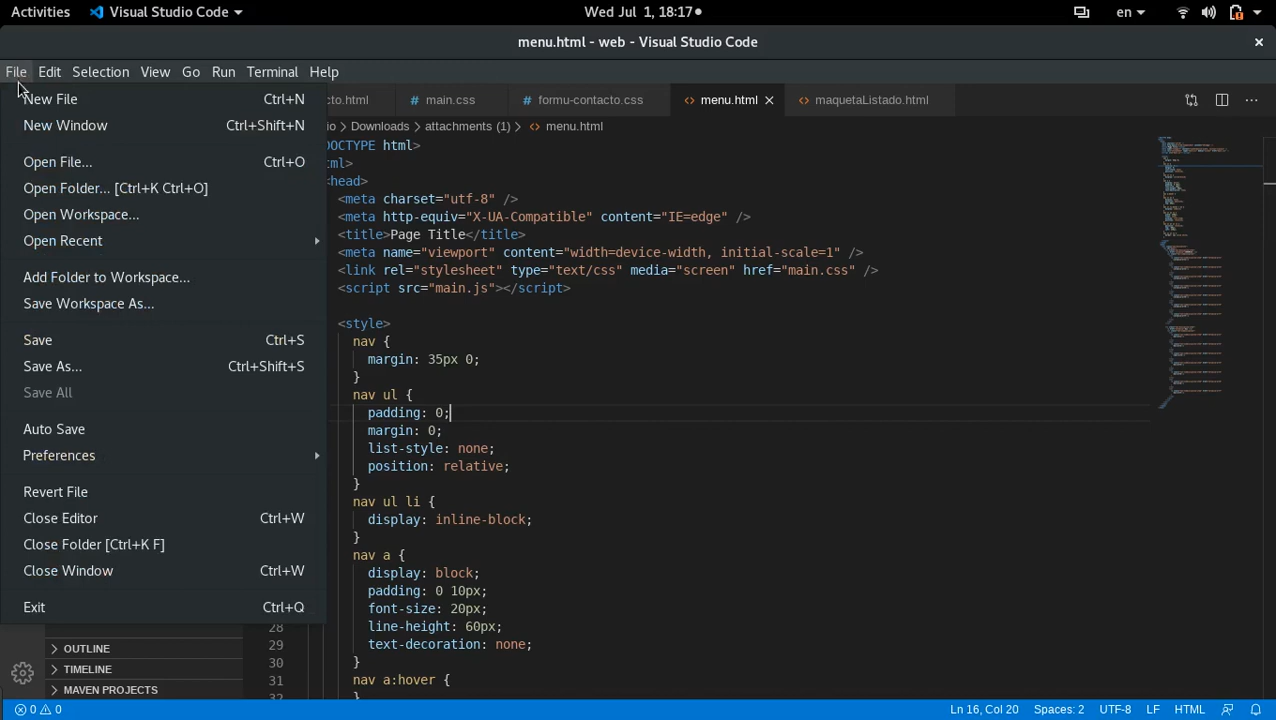 Activities Visual Studio Code Wed Jul 1, 18:17 en
menu.html - web - Visual Studio Code
File Edit Selection View Go Run Terminal Help
New File Ctrl+N
New Window Ctrl+Shift+N
Open File... Ctrl+O
Open Folder... [Ctrl+K Ctrl+O]
Open Workspace...
Open Recent
Add Folder to Workspace...
Save Workspace As...
Save Ctrl+S
Save As... Ctrl+Shift+S
Save All
Auto Save
Preferences
Revert File
Close Editor Ctrl+W
Close Folder [Ctrl+K F]
Close Window Ctrl+W
Exit Ctrl+Q
OUTLINE
TIMELINE
MAVEN PROJECTS
cto.html main.css formu-contacto.css menu.html maquetaListado.html
io > Downloads > attachments (1) > menu.html
OCTYPE html>
ml>
head>
<meta charset="utf-8" />
<meta http-equiv="X-UA-Compatible" content="IE=edge" />
<title>Page Title</title>
<meta name="viewport" content="width=device-width, initial-scale=1" />
<link rel="stylesheet" type="text/css" media="screen" href="main.css" />
<script src="main.js"></script>
<style>
nav {
margin: 35px 0;
}
nav ul {
padding: 0;
margin: 0;
list-style: none;
position: relative;
}
nav ul li {
display: inline-block;
}
nav a {
display: block;
padding: 0 10px;
font-size: 20px;
line-height: 60px;
28 line-height: 60px;
29 text-decoration: none;
30 }
31 nav a:hover {
32 }
0 0 Ln 16, Col 20 Spaces: 2 UTF-8 LF HTML